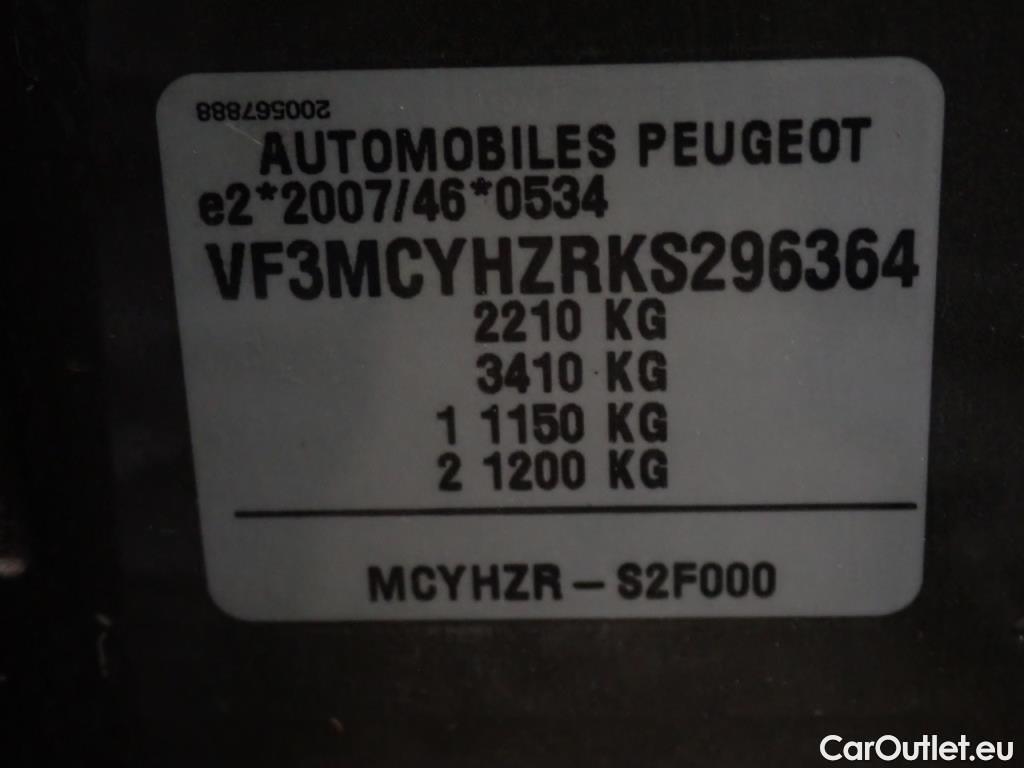 200567888
AUTOMOBILES PEUGEOT
e2*2007/46*0534
VF3MCYHZRKS296364
2210 KG
3410 KG
1 1150 KG
2 1200 KG
MCYHZR – S2F000
CarOutlet.eu